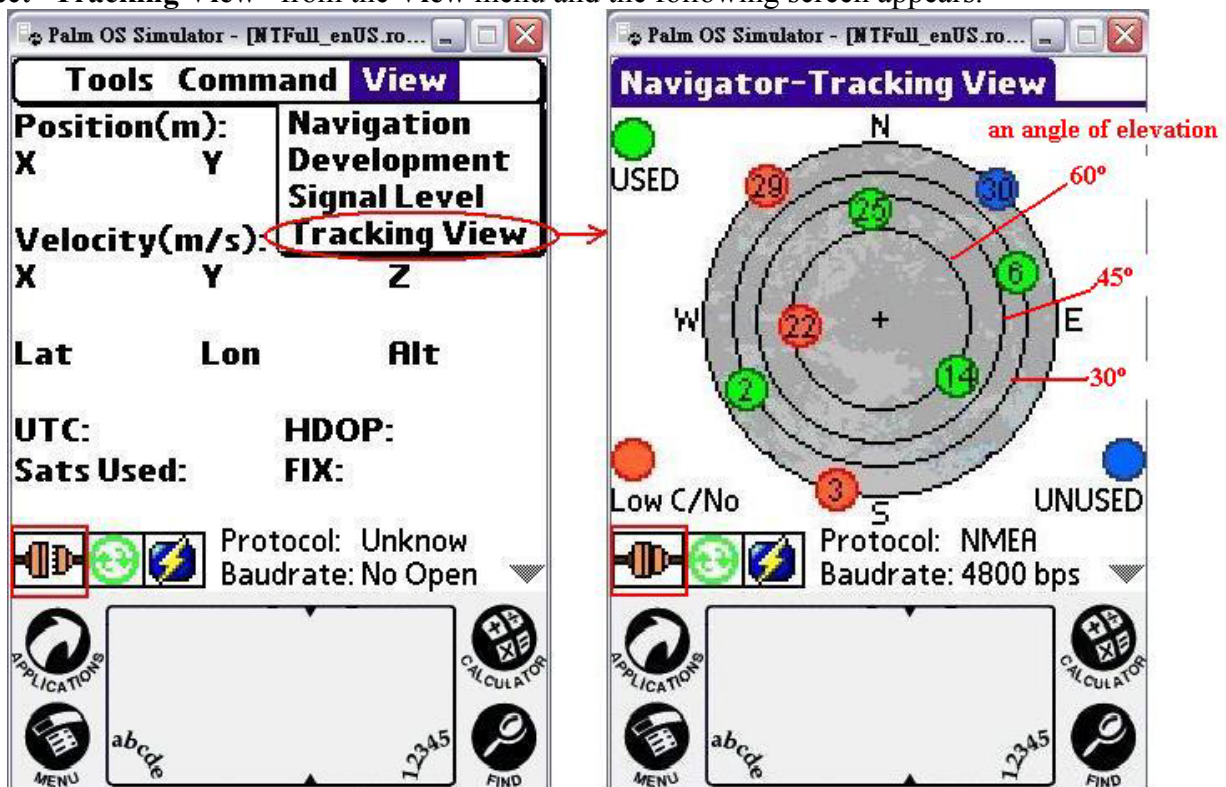 "Tracking View" from the View menu and the following screen appears.
Palm OS Simulator - [NTFull_enUS.ro...
Tools Command View
Position(m):
X Y
Navigation
Development
Signal Level
Tracking View
Velocity(m/s):
X Y Z
Lat Lon Alt
UTC: HDOP:
Sats Used: FIX:
Protocol: Unknow
Baudrate: No Open
APPLICATIONS
CALCULATOR
MENU
abcde
12345
FIND
Palm OS Simulator - [NTFull_enUS.ro...
Navigator-Tracking View
USED
N
an angle of elevation
60°
29
30
25
6
45°
W
22
E
14
30°
2
Low C/No
3
S
UNUSED
Protocol: NMEA
Baudrate: 4800 bps
APPLICATIONS
CALCULATOR
MENU
abcde
12345
FIND